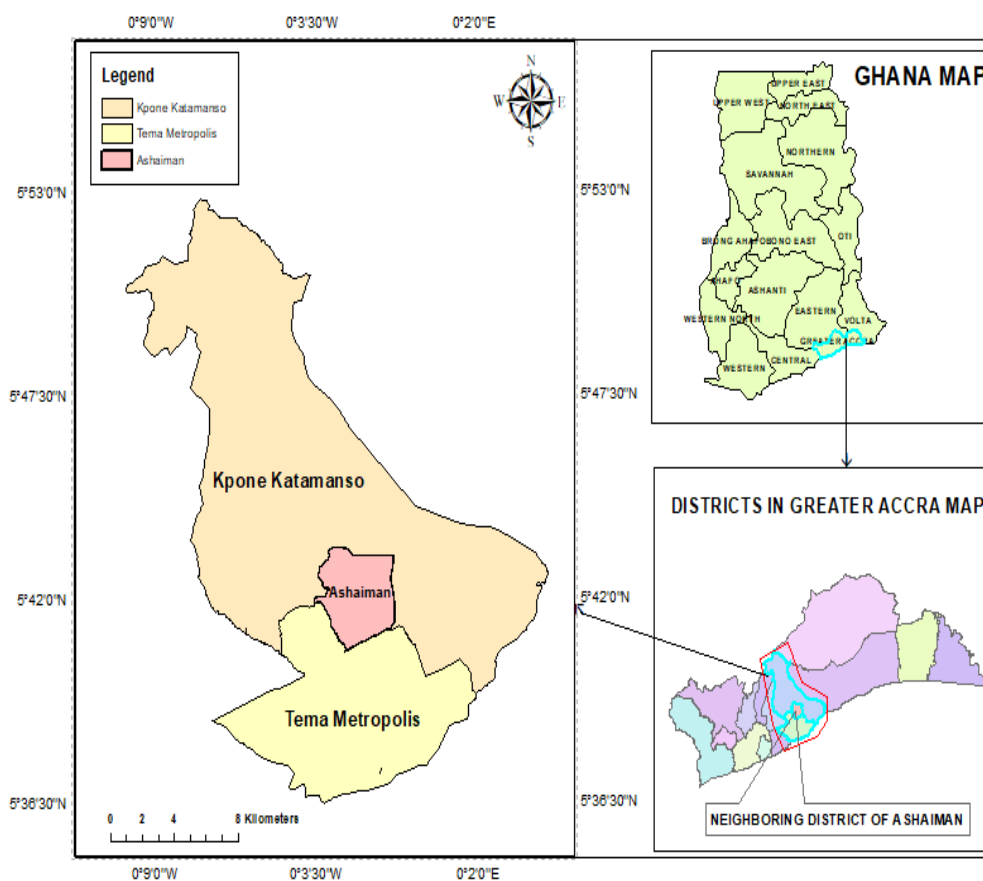 0°9'0"W 0°3'30"W 0°2'0"E
Legend
Kpone Katamanso
Tema Metropolis
Ashaiman
N
W E
S
5°53'0"N
5°47'30"N
5°42'0"N
5°36'30"N
Kpone Katamanso
Ashaiman
Tema Metropolis
0 2 4 8 Kilometers
0°9'0"W 0°3'30"W 0°2'0"E
5°53'0"N
5°47'30"N
5°42'0"N
5°36'30"N
GHANA MAP
UPPER EAST
UPPER WEST
NORTH EAST
NORTHERN
SAVANNAH
BRONG AHAFO
BONO EAST
OTI
AHAFO
ASHANTI
EASTERN
WESTERN NORTH
VOLTA
GREATER ACCRA
CENTRAL
WESTERN
DISTRICTS IN GREATER ACCRA MAP
NEIGHBORING DISTRICT OF ASHAIMAN